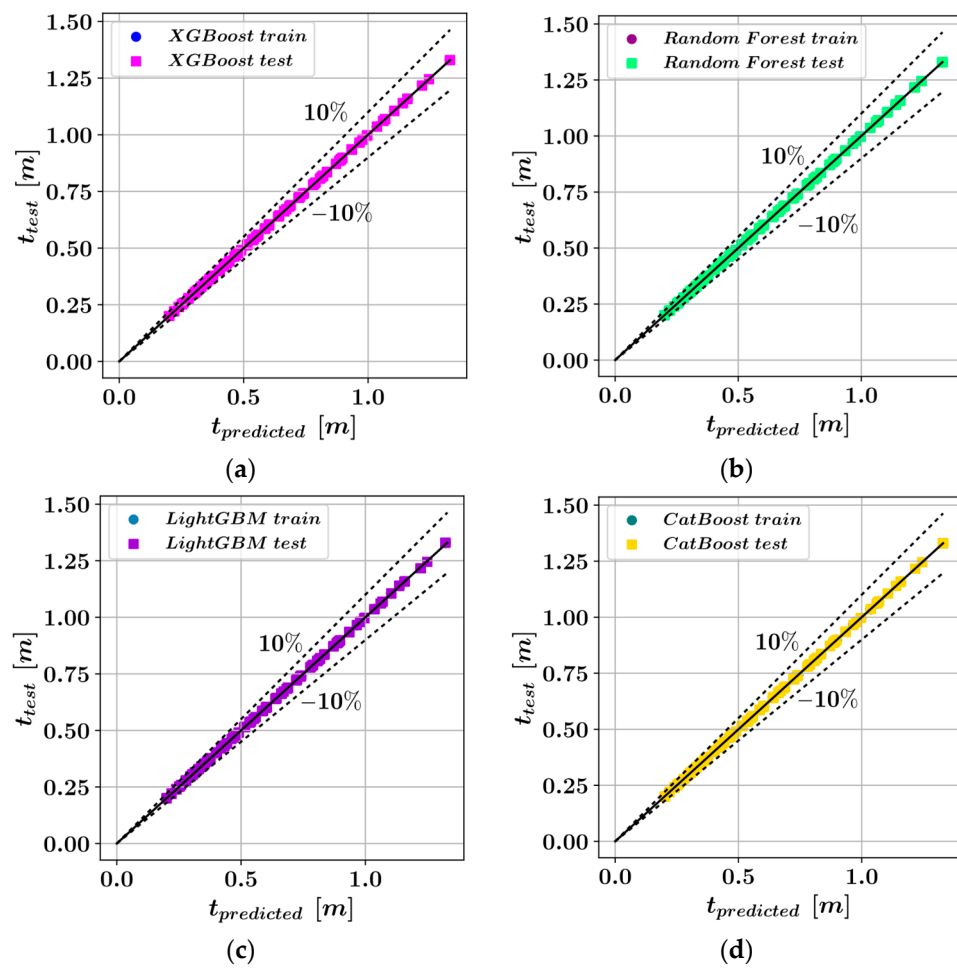 XGBoost train
XGBoost test
1.50
1.25
1.00
0.75
0.50
0.25
0.00
t_test [m]
10%
−10%
0.0
0.5
1.0
t_predicted [m]
(a)
Random Forest train
Random Forest test
1.50
1.25
1.00
0.75
0.50
0.25
0.00
t_test [m]
10%
−10%
0.0
0.5
1.0
t_predicted [m]
(b)
LightGBM train
LightGBM test
1.50
1.25
1.00
0.75
0.50
0.25
0.00
t_test [m]
10%
−10%
0.0
0.5
1.0
t_predicted [m]
(c)
CatBoost train
CatBoost test
1.50
1.25
1.00
0.75
0.50
0.25
0.00
t_test [m]
10%
−10%
0.0
0.5
1.0
t_predicted [m]
(d)